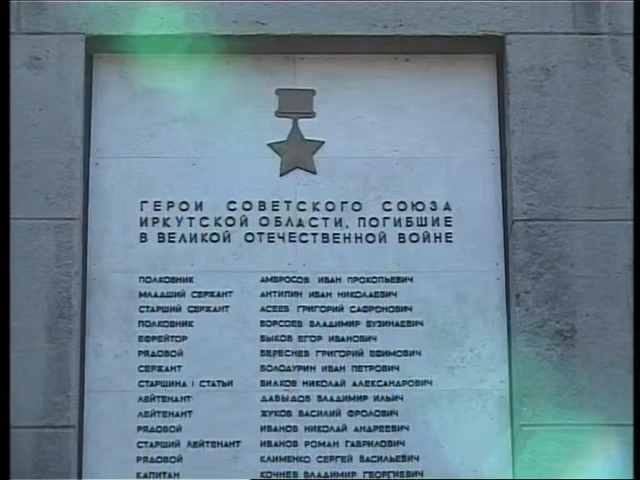 ГЕРОИ СОВЕТСКОГО СОЮЗА
ИРКУТСКОЙ ОБЛАСТИ, ПОГИБШИЕ
В ВЕЛИКОЙ ОТЕЧЕСТВЕННОЙ ВОЙНЕ
ПОЛКОВНИК АМБРОСОВ ИВАН ПРОКОПЬЕВИЧ
МЛАДШИЙ СЕРЖАНТ АНТИПИН ИВАН НИКОЛАЕВИЧ
СТАРШИЙ СЕРЖАНТ АСЕЕВ ГРИГОРИЙ САФРОНОВИЧ
ПОЛКОВНИК БОРСОЕВ ВЛАДИМИР БУЗИНАЕВИЧ
ЕФРЕЙТОР БЫКОВ ЕГОР ИВАНОВИЧ
РЯДОВОЙ БЕРЕСНЕВ ГРИГОРИЙ ЕФИМОВИЧ
СЕРЖАНТ ВОЛОДУРИН ИВАН ПЕТРОВИЧ
СТАРШИНА I СТАТЬИ ВИЛКОВ НИКОЛАЙ АЛЕКСАНДРОВИЧ
ЛЕЙТЕНАНТ ДАВЫДОВ ВЛАДИМИР ИЛЬИЧ
ЛЕЙТЕНАНТ ЖУКОВ ВАСИЛИЙ ФРОЛОВИЧ
РЯДОВОЙ ИВАНОВ НИКОЛАЙ АНДРЕЕВИЧ
СТАРШИЙ ЛЕЙТЕНАНТ ИВАНОВ РОМАН ГАВРИЛОВИЧ
РЯДОВОЙ КЛИМЕНКО СЕРГЕЙ ВАСИЛЬЕВИЧ
КАПИТАН КОЧНЕВ ВЛАДИМИР ГЕОРГИЕВИЧ